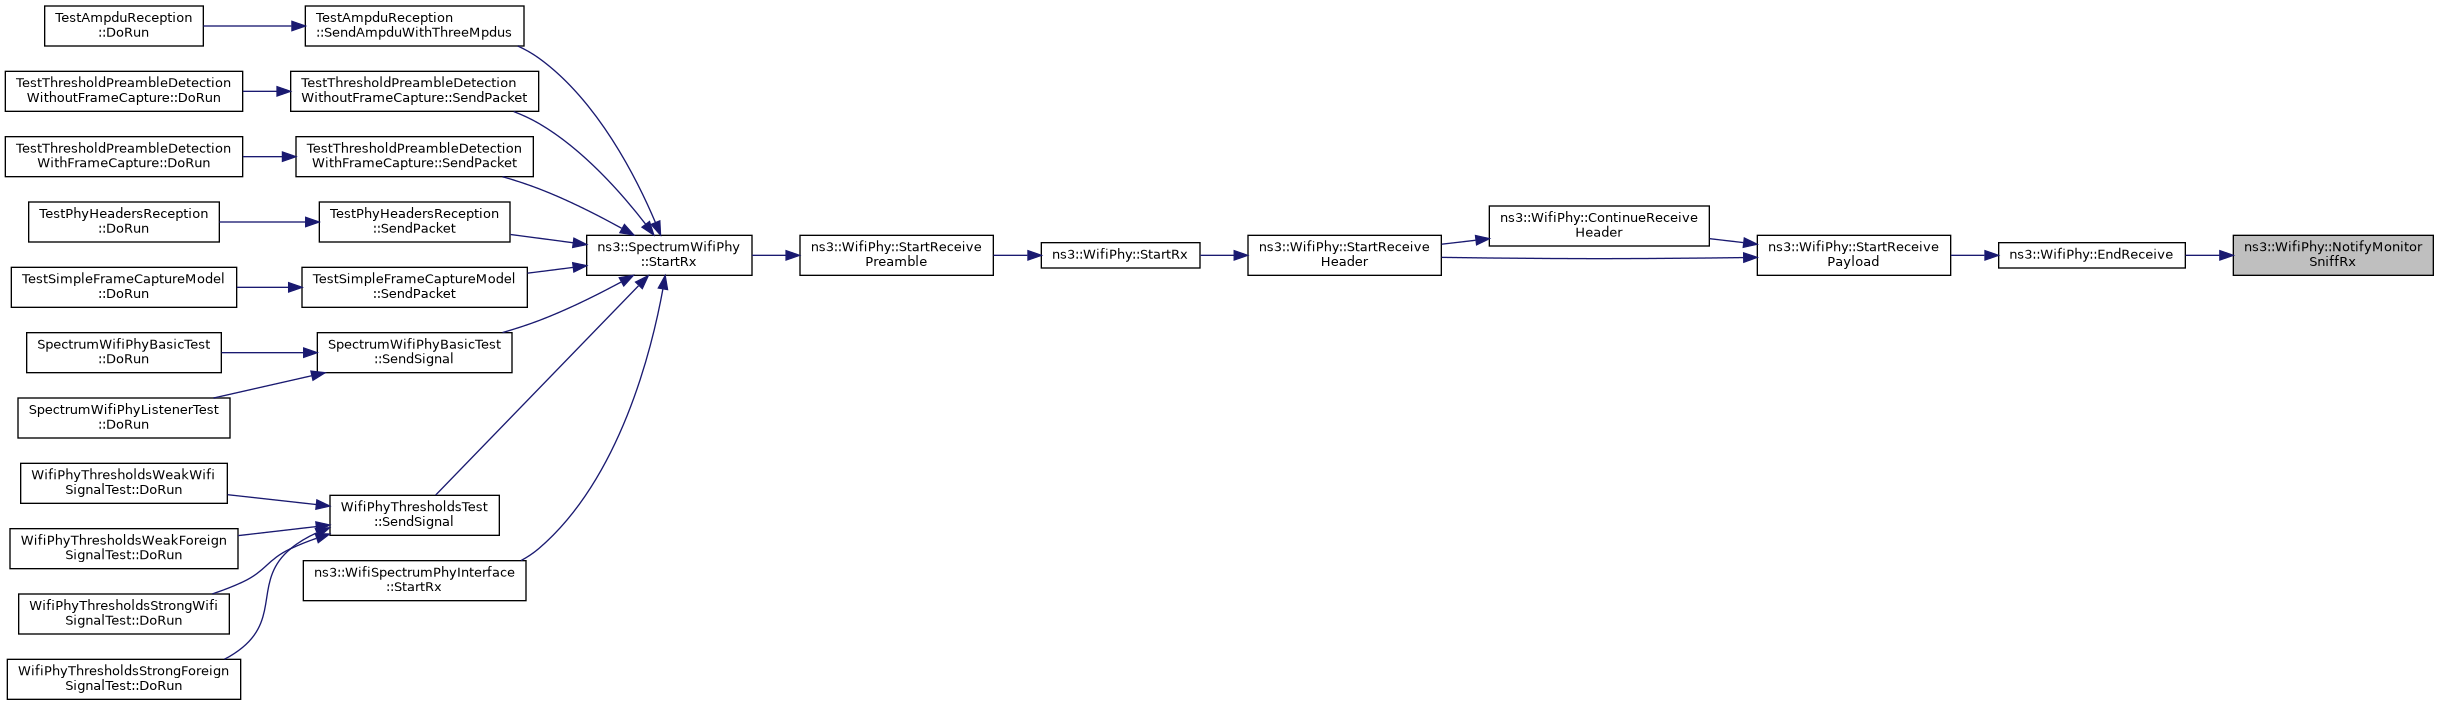 TestAmpduReception
::DoRun
TestAmpduReception
::SendAmpduWithThreeMpdus
TestThresholdPreambleDetection
WithoutFrameCapture::DoRun
TestThresholdPreambleDetection
WithoutFrameCapture::SendPacket
TestThresholdPreambleDetection
WithFrameCapture::DoRun
TestThresholdPreambleDetection
WithFrameCapture::SendPacket
TestPhyHeadersReception
::DoRun
TestPhyHeadersReception
::SendPacket
TestSimpleFrameCaptureModel
::DoRun
TestSimpleFrameCaptureModel
::SendPacket
SpectrumWifiPhyBasicTest
::DoRun
SpectrumWifiPhyBasicTest
::SendSignal
SpectrumWifiPhyListenerTest
::DoRun
WifiPhyThresholdsWeakWifi
SignalTest::DoRun
WifiPhyThresholdsWeakForeign
SignalTest::DoRun
WifiPhyThresholdsStrongWifi
SignalTest::DoRun
WifiPhyThresholdsStrongForeign
SignalTest::DoRun
WifiPhyThresholdsTest
::SendSignal
ns3::WifiSpectrumPhyInterface
::StartRx
ns3::SpectrumWifiPhy
::StartRx
ns3::WifiPhy::StartReceive
Preamble
ns3::WifiPhy::StartRx
ns3::WifiPhy::StartReceive
Header
ns3::WifiPhy::ContinueReceive
Header
ns3::WifiPhy::StartReceive
Payload
ns3::WifiPhy::EndReceive
ns3::WifiPhy::NotifyMonitor
SniffRx